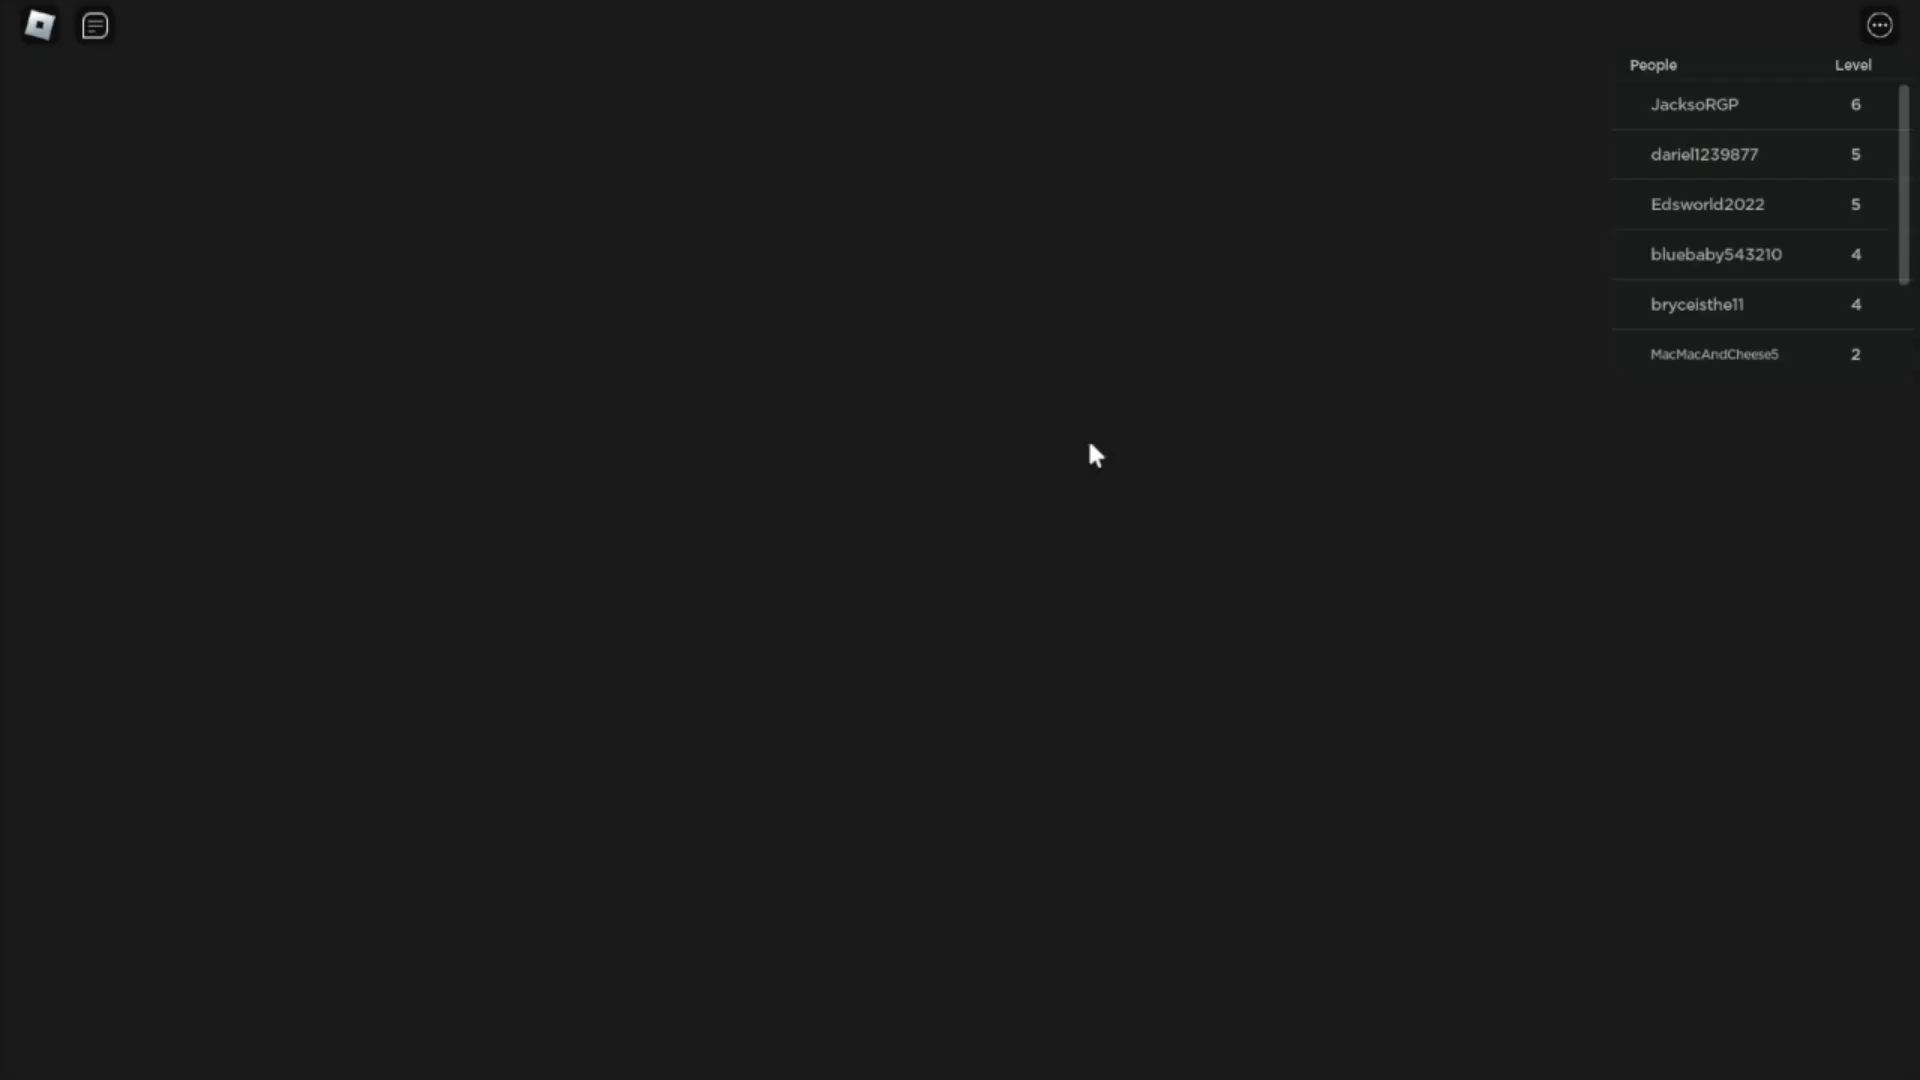 People Level
JacksoRGP 6
dariel1239877 5
Edsworld2022 5
bluebaby543210 4
bryceisthe11 4
MacMacAndCheese5 2